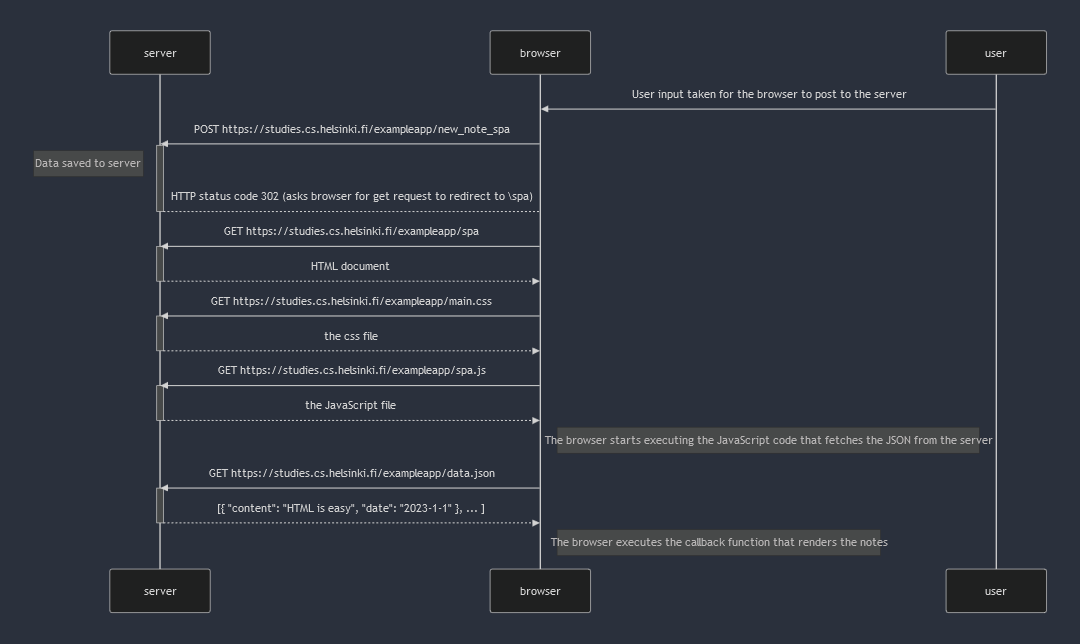 server
browser
user
User input taken for the browser to post to the server
POST https://studies.cs.helsinki.fi/exampleapp/new_note_spa
Data saved to server
HTTP status code 302 (asks browser for get request to redirect to \spa)
GET https://studies.cs.helsinki.fi/exampleapp/spa
HTML document
GET https://studies.cs.helsinki.fi/exampleapp/main.css
the css file
GET https://studies.cs.helsinki.fi/exampleapp/spa.js
the JavaScript file
The browser starts executing the JavaScript code that fetches the JSON from the server
GET https://studies.cs.helsinki.fi/exampleapp/data.json
[{ "content": "HTML is easy", "date": "2023-1-1" }, ... ]
The browser executes the callback function that renders the notes
server
browser
user